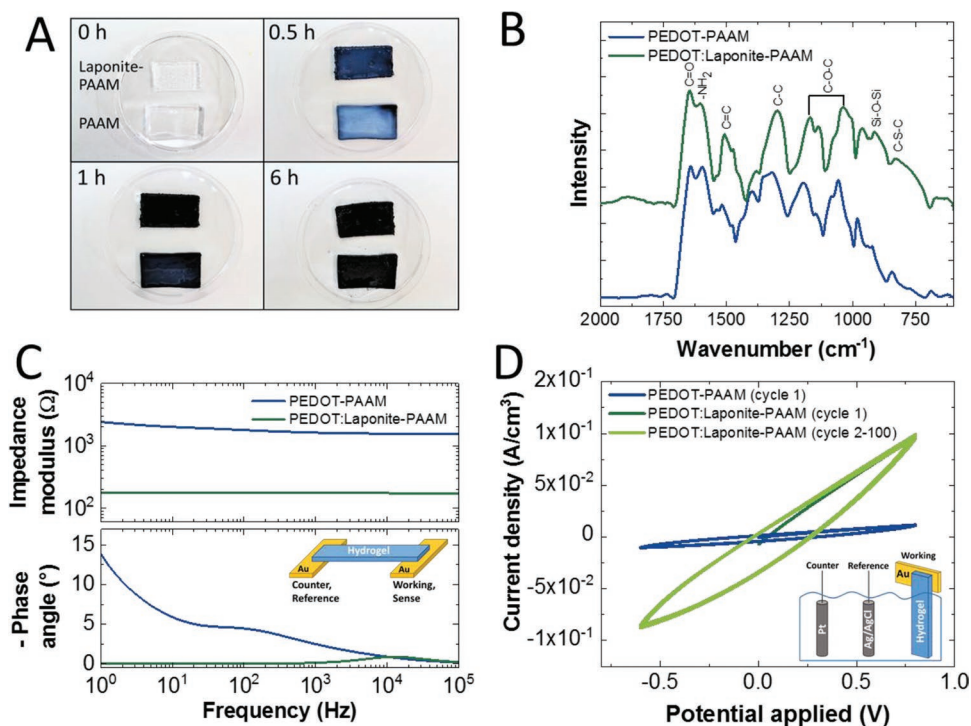 A
0 h
0.5 h
Laponite-
PAAM
PAAM
1 h
6 h
B
PEDOT-PAAM
PEDOT:Laponite-PAAM
C=O
-NH2
C=C
C-C
C-O-C
Si-O-Si
C-S-C
Intensity
2000 1750 1500 1250 1000 750
Wavenumber (cm-1)
C
Impedance
modulus (Ω)
10^4
10^3
10^2
PEDOT-PAAM
PEDOT:Laponite-PAAM
- Phase
angle (°)
15
10
5
0
Hydrogel
Au
Au
Counter,
Reference
Working,
Sense
10^0 10^1 10^2 10^3 10^4 10^5
Frequency (Hz)
D
Current density (A/cm3)
2x10-1
1x10-1
5x10-2
0
-5x10-2
-1x10-1
PEDOT-PAAM (cycle 1)
PEDOT:Laponite-PAAM (cycle 1)
PEDOT:Laponite-PAAM (cycle 2-100)
Counter
Reference
Working
Au
Pt
Ag/AgCl
Hydrogel
-0.5 0.0 0.5 1.0
Potential applied (V)